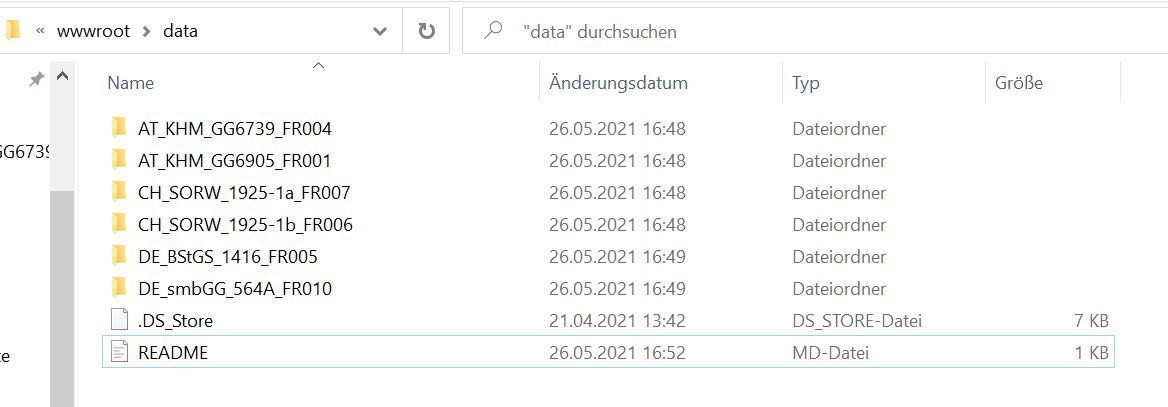 « wwwroot > data "data" durchsuchen
Name Änderungsdatum Typ Größe
AT_KHM_GG6739_FR004 26.05.2021 16:48 Dateiordner
GG6739
AT_KHM_GG6905_FR001 26.05.2021 16:48 Dateiordner
CH_SORW_1925-1a_FR007 26.05.2021 16:48 Dateiordner
CH_SORW_1925-1b_FR006 26.05.2021 16:48 Dateiordner
DE_BStGS_1416_FR005 26.05.2021 16:49 Dateiordner
DE_smbGG_564A_FR010 26.05.2021 16:49 Dateiordner
.DS_Store 21.04.2021 13:42 DS_STORE-Datei 7 KB
README 26.05.2021 16:52 MD-Datei 1 KB